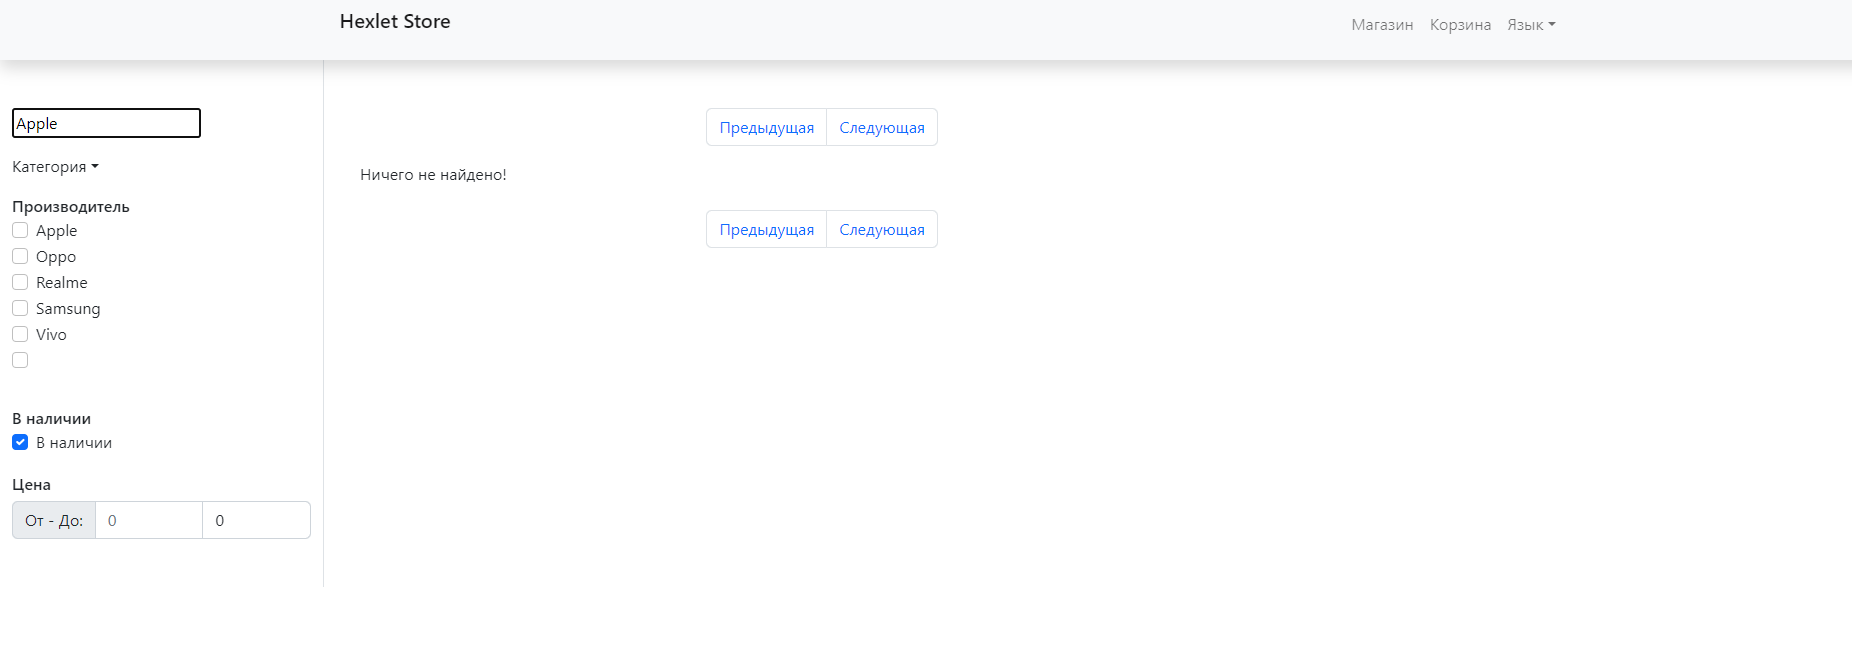 Hexlet Store
Магазин Корзина Язык
Apple
Категория
Производитель
Apple
Oppo
Realme
Samsung
Vivo
В наличии
В наличии
Цена
От - До: 0 0
Предыдущая Следующая
Ничего не найдено!
Предыдущая Следующая